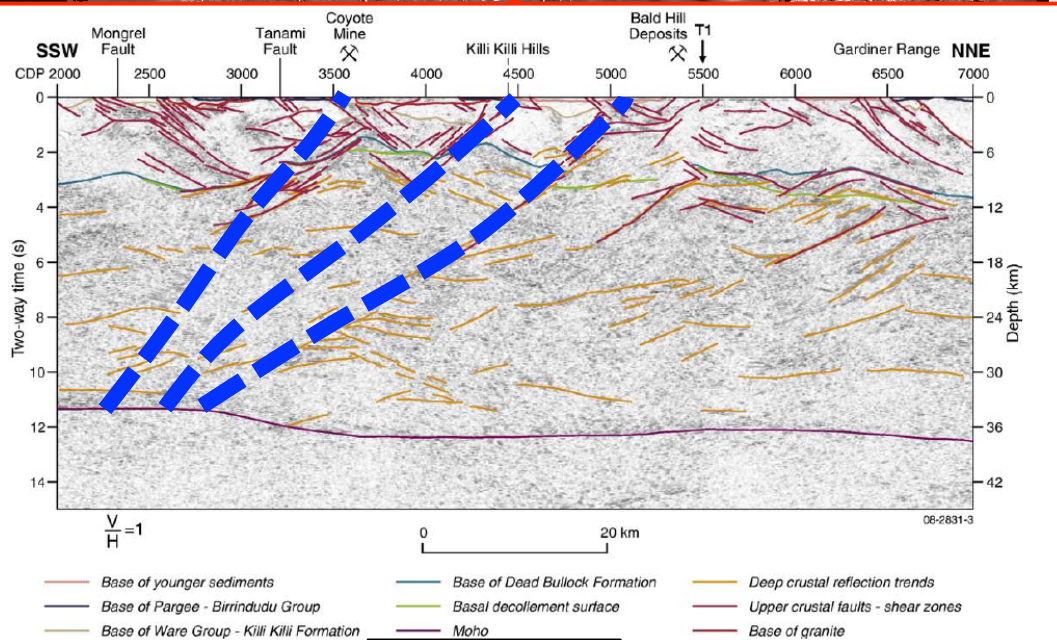 Coyote
Mine
Bald Hill
Deposits
T1
Mongrel
Fault
Tanami
Fault
Killi Killi Hills
Gardiner Range
SSW
NNE
CDP 2000 2500 3000 3500 4000 4500 5000 5500 6000 6500 7000
0 0
2 6
4 12
6 18
8 24
10 30
12 36
14 42
Two-way time (s)
Depth (km)
V
H =1
0 20 km
08-2831-3
Base of younger sediments
Base of Dead Bullock Formation
Deep crustal reflection trends
Base of Pargee - Birrindudu Group
Basal decollement surface
Upper crustal faults - shear zones
Base of Ware Group - Killi Killi Formation
Moho
Base of granite